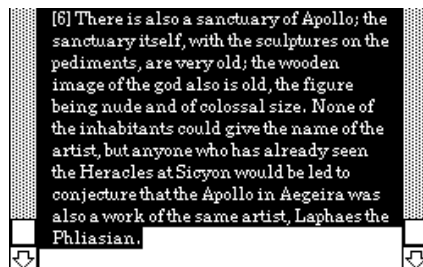 [6] There is also a sanctuary of Apollo; the
sanctuary itself, with the sculptures on the
pediments, are very old; the wooden
image of the god also is old, the figure
being nude and of colossal size. None of
the inhabitants could give the name of the
artist, but anyone who has already seen
the Heracles at Sicyon would be led to
conjecture that the Apollo in Aegeira was
also a work of the same artist, Laphaes the
Phliasian.